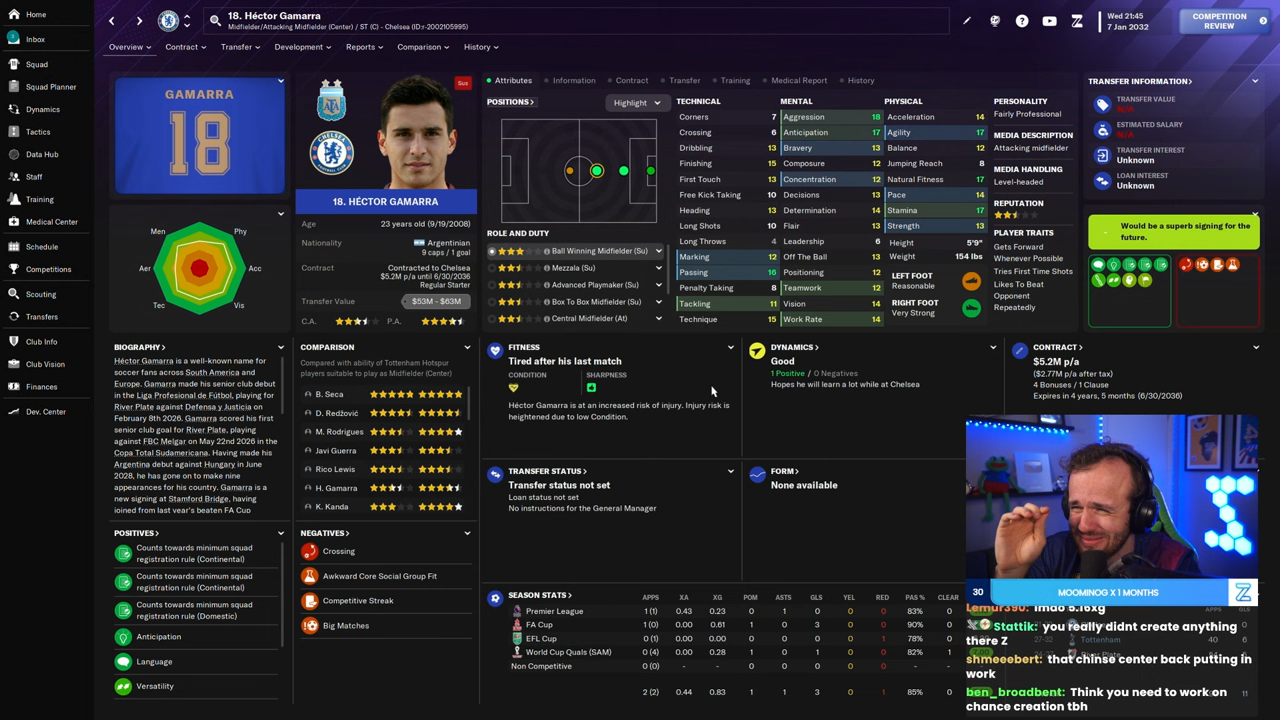 Home
Inbox
Squad
Squad Planner
Dynamics
Tactics
Data Hub
Staff
Training
Medical Center
Schedule
Competitions
Scouting
Transfers
Club Info
Club Vision
Finances
Dev. Center
18. Héctor Gamarra
Midfielder/Attacking Midfielder (Center) / ST (C) - Chelsea (ID:r-2002105995)
Wed 21:45
7 Jan 2032
COMPETITION REVIEW
Overview
Contract
Transfer
Development
Reports
Comparison
History
GAMARRA
18
Men
Phy
Aer
Acc
Tec
Vis
Sus
18. HÉCTOR GAMARRA
Age 23 years old (9/19/2008)
Nationality Argentinian
9 caps / 1 goal
Contract Contracted to Chelsea
$5.2M p/a until 6/30/2036
Regular Starter
Transfer Value $53M - $63M
C.A. P.A.
Attributes
Information
Contract
Transfer
Training
Medical Report
History
POSITIONS
Highlight
ROLE AND DUTY
Ball Winning Midfielder (Su)
Mezzala (Su)
Advanced Playmaker (Su)
Box To Box Midfielder (Su)
Central Midfielder (At)
TECHNICAL
Corners 7
Crossing 6
Dribbling 13
Finishing 15
First Touch 13
Free Kick Taking 10
Heading 13
Long Shots 10
Long Throws 4
Marking 12
Passing 16
Penalty Taking 8
Tackling 11
Technique 15
MENTAL
Aggression 18
Anticipation 17
Bravery 13
Composure 12
Concentration 12
Decisions 13
Determination 14
Flair 13
Leadership 6
Off The Ball 13
Positioning 12
Teamwork 12
Vision 14
Work Rate 14
PHYSICAL
Acceleration 14
Agility 17
Balance 12
Jumping Reach 8
Natural Fitness 17
Pace 14
Stamina 17
Strength 13
Height 5'9"
Weight 154 lbs
LEFT FOOT
Reasonable
RIGHT FOOT
Very Strong
PERSONALITY
Fairly Professional
MEDIA DESCRIPTION
Attacking midfielder
MEDIA HANDLING
Level-headed
REPUTATION
PLAYER TRAITS
Gets Forward
Whenever Possible
Tries First Time Shots
Likes To Beat
Opponent
Repeatedly
TRANSFER INFORMATION
TRANSFER VALUE
N/A
ESTIMATED SALARY
N/A
TRANSFER INTEREST
Unknown
LOAN INTEREST
Unknown
Would be a superb signing for the
future.
BIOGRAPHY
Héctor Gamarra is a well-known name for
soccer fans across South America and
Europe. Gamarra made his senior club debut
in the Liga Profesional de Fútbol, playing for
River Plate against Defensa y Justicia on
February 8th 2026. Gamarra scored his first
senior club goal for River Plate, playing
against FBC Melgar on May 22nd 2026 in the
Copa Total Sudamericana. Having made his
Argentina debut against Hungary in June
2028, he has gone on to make nine
appearances for his country. Gamarra is a
new signing at Stamford Bridge, having
joined from last year's beaten FA Cup
COMPARISON
Compared with ability of Tottenham Hotspur
players suitable to play as Midfielder (Center)
B. Seca
D. Redžović
M. Rodrigues
Javi Guerra
Rico Lewis
H. Gamarra
K. Kanda
FITNESS
Tired after his last match
CONDITION
SHARPNESS
Héctor Gamarra is at an increased risk of injury. Injury risk is
heightened due to low Condition.
DYNAMICS
Good
1 Positive / 0 Negatives
Hopes he will learn a lot while at Chelsea
CONTRACT
$5.2M p/a
($2.77M p/a after tax)
4 Bonuses / 1 Clause
Expires in 4 years, 5 months (6/30/2036)
TRANSFER STATUS
Transfer status not set
Loan status not set
No instructions for the General Manager
FORM
None available
POSITIVES
Counts towards minimum squad
registration rule (Continental)
Counts towards minimum squad
registration rule (Continental)
Counts towards minimum squad
registration rule (Domestic)
Anticipation
Language
Versatility
NEGATIVES
Crossing
Awkward Core Social Group Fit
Competitive Streak
Big Matches
SEASON STATS
APPS XA XG POM ASTS GLS YEL RED PAS % CLEAR
Premier League 1 (1) 0.43 0.23 0 1 0 0 0 83% 0
FA Cup 1 (0) 0.00 0.61 1 0 3 0 0 90% 0
EFL Cup 0 (1) 0.00 0.00 0 0 0 0 1 78% 0
World Cup Quals (SAM) 0 (4) 0.00 0.28 1 0 1 0 0 82% 1
Non Competitive 0 (0) - - 0 0 0 0 0 - 0
2 (2) 0.44 0.83 1 1 3 0 1 85% 0
30
MOOMINOG X 1 MONTHS
Lemur390: lmao 5.16xg
Stattik: you really didnt create anything
there Z
shmeeebert: that chinse center back putting in
work
ben_broadbent: Think you need to work on
chance creation tbh